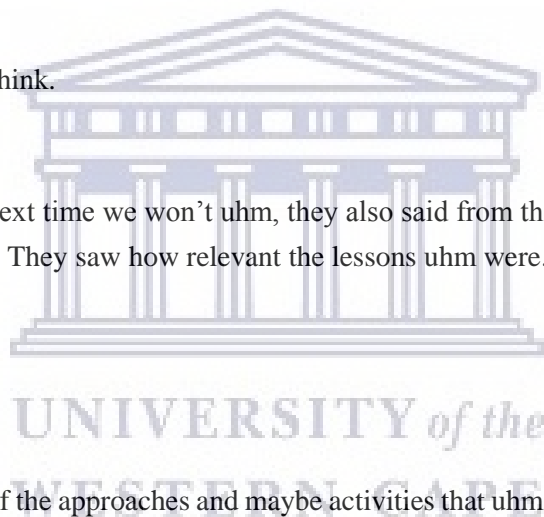 hink.
ext time we won't uhm, they also said from th
They saw how relevant the lessons uhm were.
UNIVERSITY of the
WESTERN CAPE
f the approaches and maybe activities that uhm